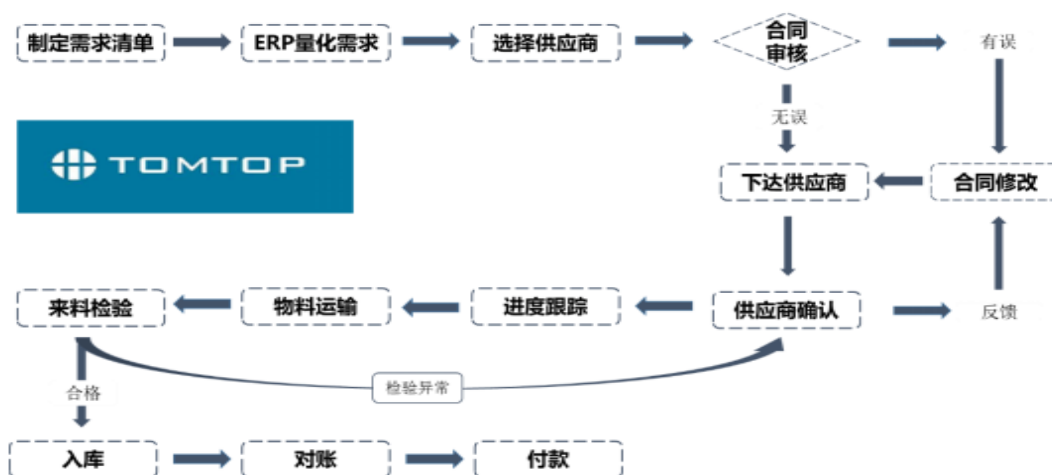 制定需求清单
ERP量化需求
选择供应商
合同
审核
有误
无误
TOMTOP
下达供应商
合同修改
来料检验
物料运输
进度跟踪
供应商确认
反馈
合格
检验异常
入库
对账
付款